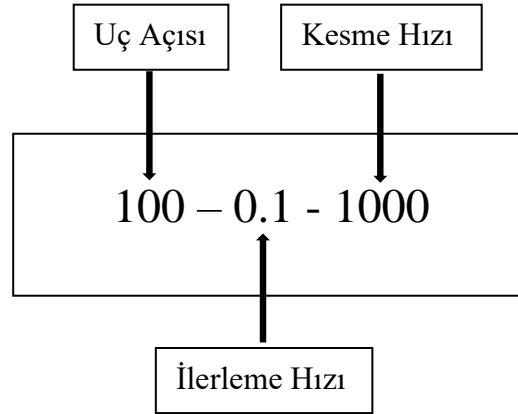 Uç Açısı
Kesme Hızı
100 – 0.1 - 1000
İlerleme Hızı